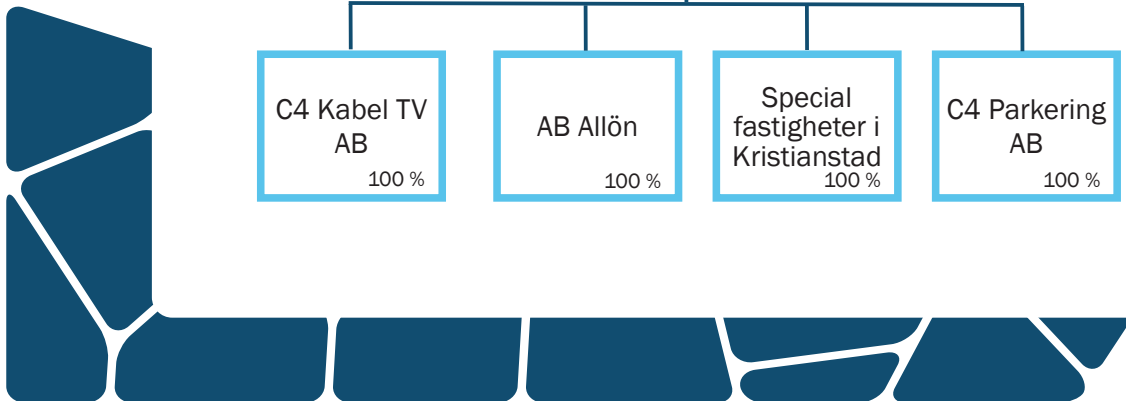 C4 Kabel TV
AB
100 %
AB Allön
100 %
Special
fastigheter i
Kristianstad
100 %
C4 Parkering
AB
100 %